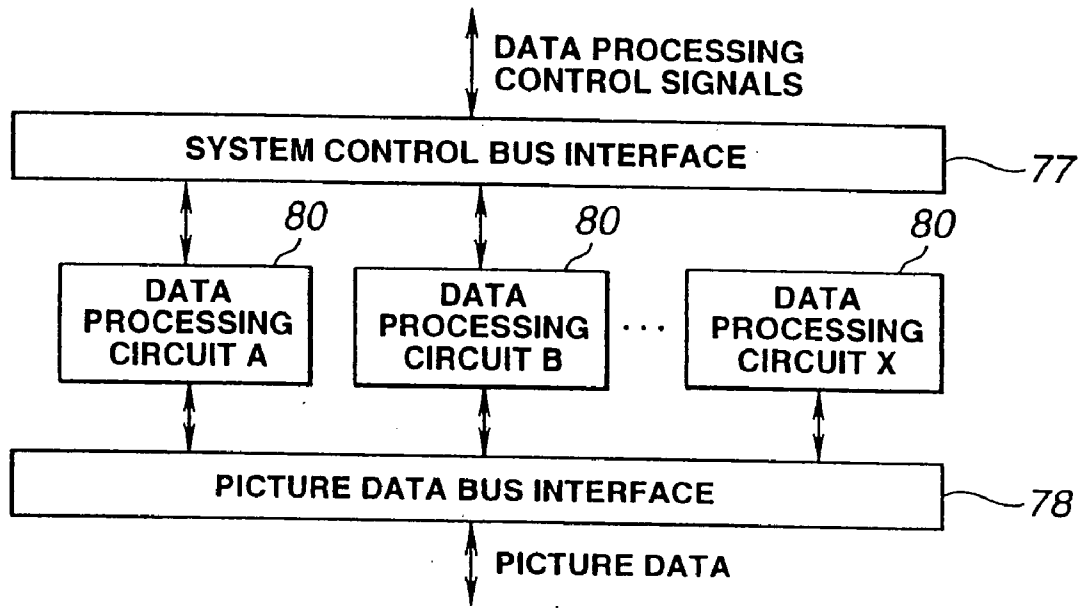 DATA PROCESSING
CONTROL SIGNALS
SYSTEM CONTROL BUS INTERFACE
77
80
80
80
DATA
PROCESSING
CIRCUIT A
DATA
PROCESSING
CIRCUIT B
...
DATA
PROCESSING
CIRCUIT X
PICTURE DATA BUS INTERFACE
78
PICTURE DATA